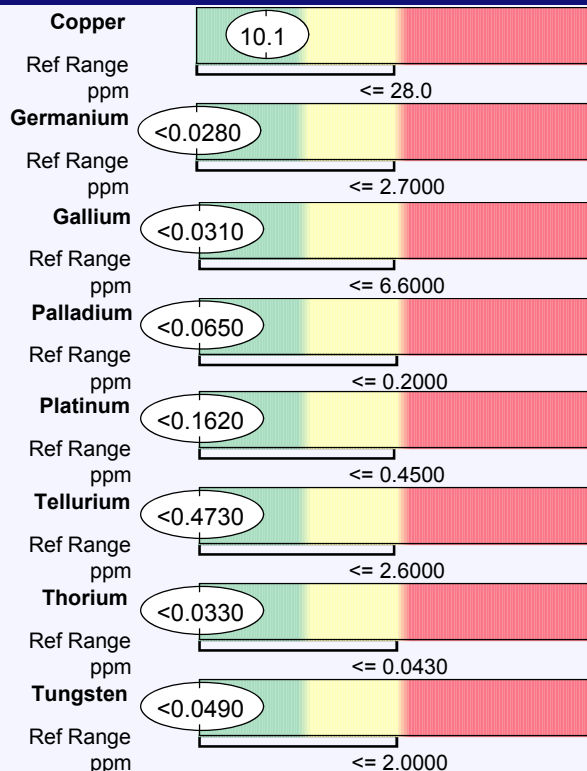 Copper 10.1
Ref Range
ppm <= 28.0
Germanium <0.0280
Ref Range
ppm <= 2.7000
Gallium <0.0310
Ref Range
ppm <= 6.6000
Palladium <0.0650
Ref Range
ppm <= 0.2000
Platinum <0.1620
Ref Range
ppm <= 0.4500
Tellurium <0.4730
Ref Range
ppm <= 2.6000
Thorium <0.0330
Ref Range
ppm <= 0.0430
Tungsten <0.0490
Ref Range
ppm <= 2.0000